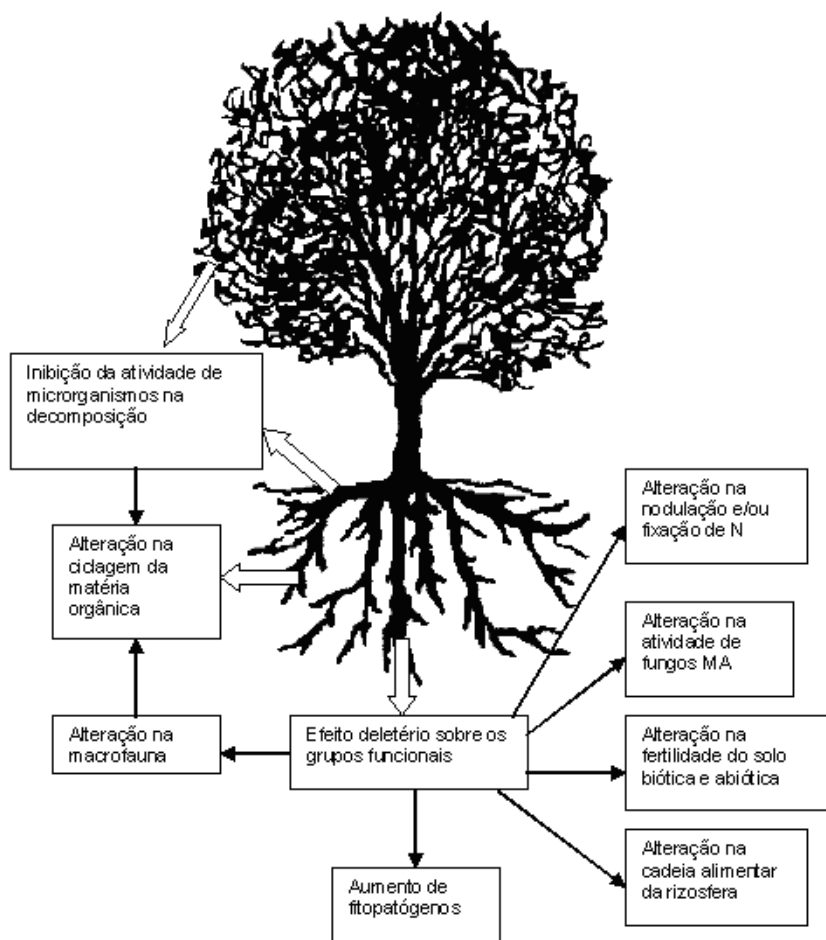 Inibição da atividade de
microrganismos na
decomposição
Alteração na
ciclagem da
matéria
orgânica
Alteração na
macrofauna
Efeito deletério sobre os
grupos funcionais
Aumento de
fitopatógenos
Alteração na
nodulação e/ou
fixação de N
Alteração na
atividade de
fungos MA
Alteração na
fertilidade do solo
biótica e abiótica
Alteração na
cadeia alimentar
da rizosfera